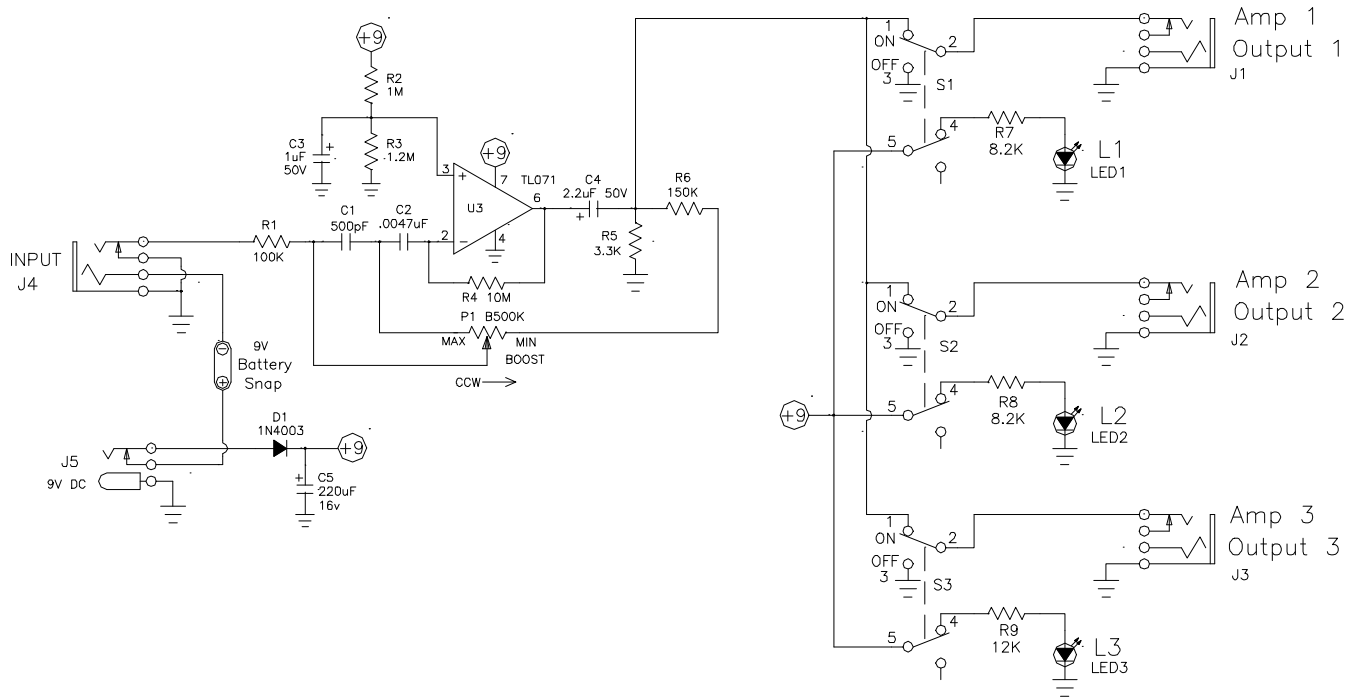 +9
R2
1M
C3
1uF
50V
+
R3
1.2M
+9
3
+
7
TL071
6
U3
2
−
4
C4
2.2uF 50V
+
R6
150K
R5
3.3K
R1
100K
C1
500pF
C2
.0047uF
R4 10M
P1 B500K
MAX
MIN
BOOST
CCW
INPUT
J4
9V
Battery
Snap
−
+
D1
1N4003
+9
J5
9V DC
+
C5
220uF
16v
1
ON
2
OFF
3
S1
5
4
R7
8.2K
L1
LED1
Amp 1
Output 1
J1
1
ON
2
OFF
3
S2
+9
5
4
R8
8.2K
L2
LED2
Amp 2
Output 2
J2
1
ON
2
OFF
3
S3
5
4
R9
12K
L3
LED3
Amp 3
Output 3
J3